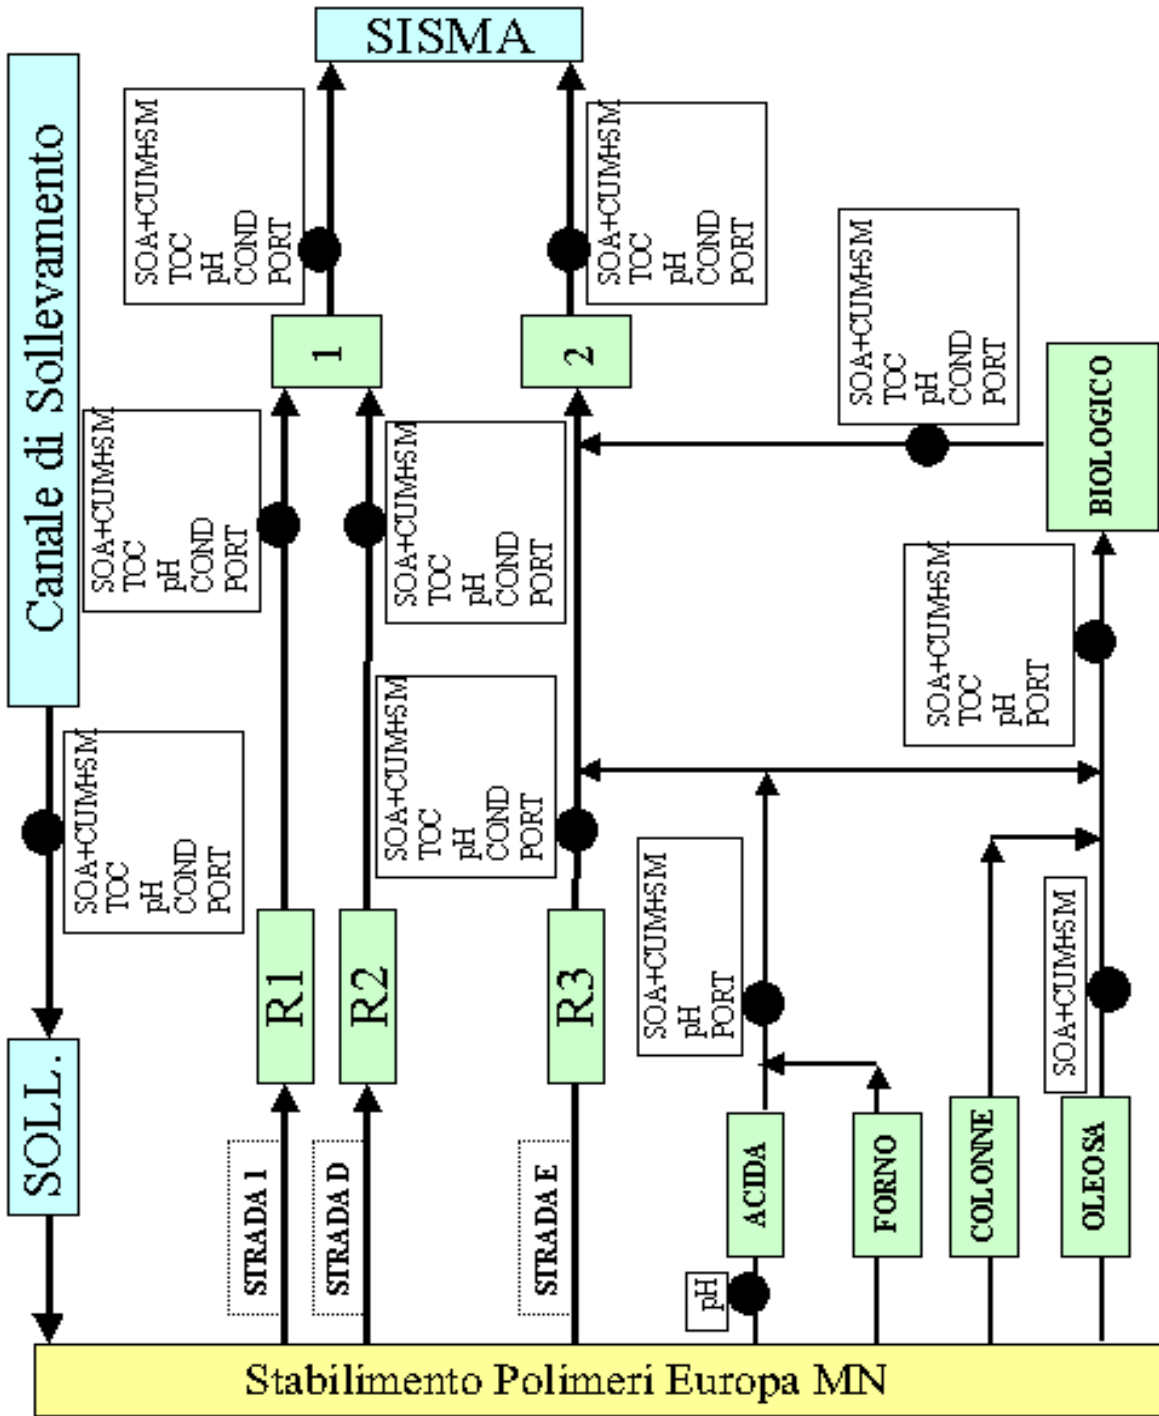 Canale di Sollevamento
SISMA
SOA+CUM+SM
TOC
pH
COND
PORT
SOA+CUM+SM
TOC
pH
COND
PORT
1
2
SOA+CUM+SM
TOC
pH
COND
PORT
SOA+CUM+SM
TOC
pH
COND
PORT
SOA+CUM+SM
TOC
pH
COND
PORT
BIOLOGICO
SOA+CUM+SM
TOC
pH
COND
PORT
SOA+CUM+SM
TOC
pH
COND
PORT
SOA+CUM+SM
TOC
pH
PORT
SOA+CUM+SM
pH
PORT
SOA+CUM+SM
SOLL.
R1
R2
R3
STRADA 1
STRADA D
STRADA E
pH
ACIDA
FORNO
COLONNE
OLEOSA
Stabilimento Polimeri Europa MN